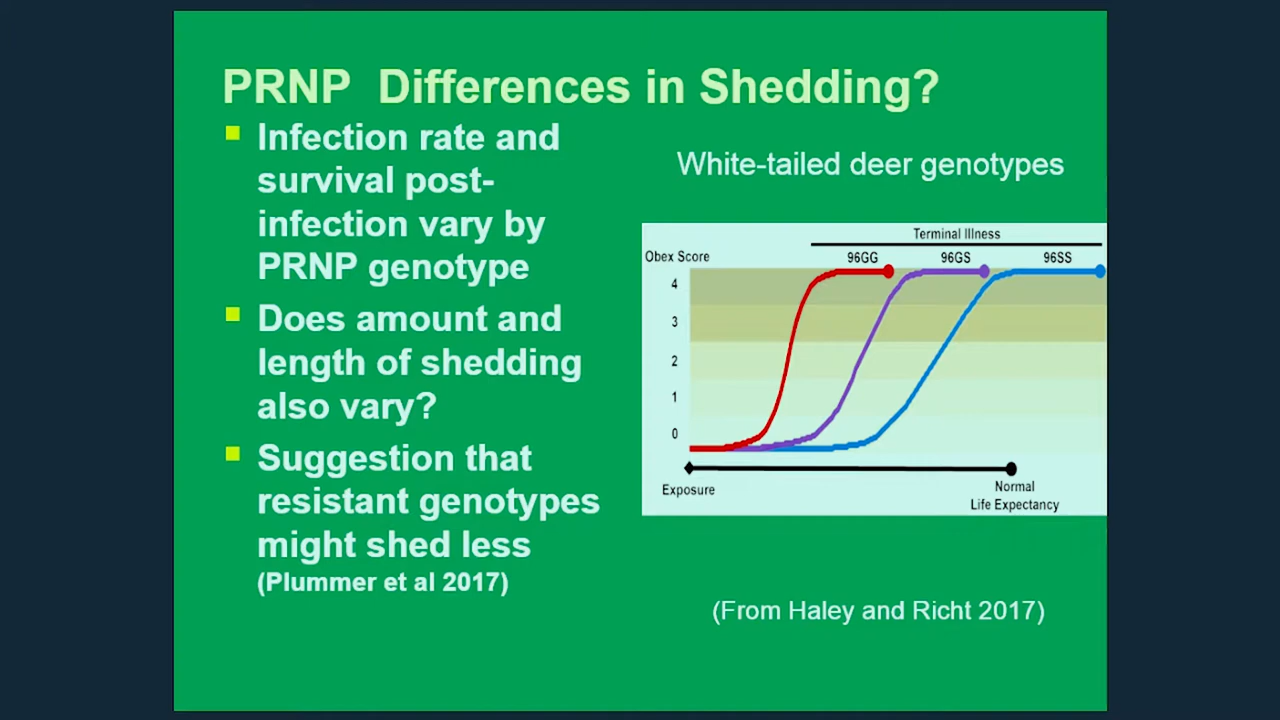 PRNP Differences in Shedding?
Infection rate and
survival post-
infection vary by
PRNP genotype
Does amount and
length of shedding
also vary?
Suggestion that
resistant genotypes
might shed less
(Plummer et al 2017)
White-tailed deer genotypes
Terminal Illness
Obex Score
96GG 96GS 96SS
4
3
2
1
0
Exposure
Normal
Life Expectancy
(From Haley and Richt 2017)